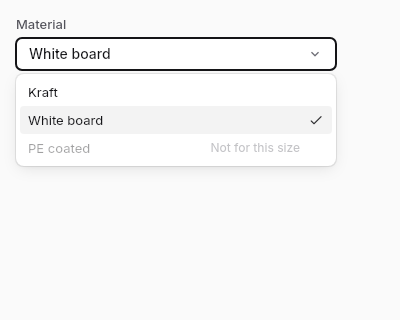 Material
White board
Kraft
White board
PE coated Not for this size